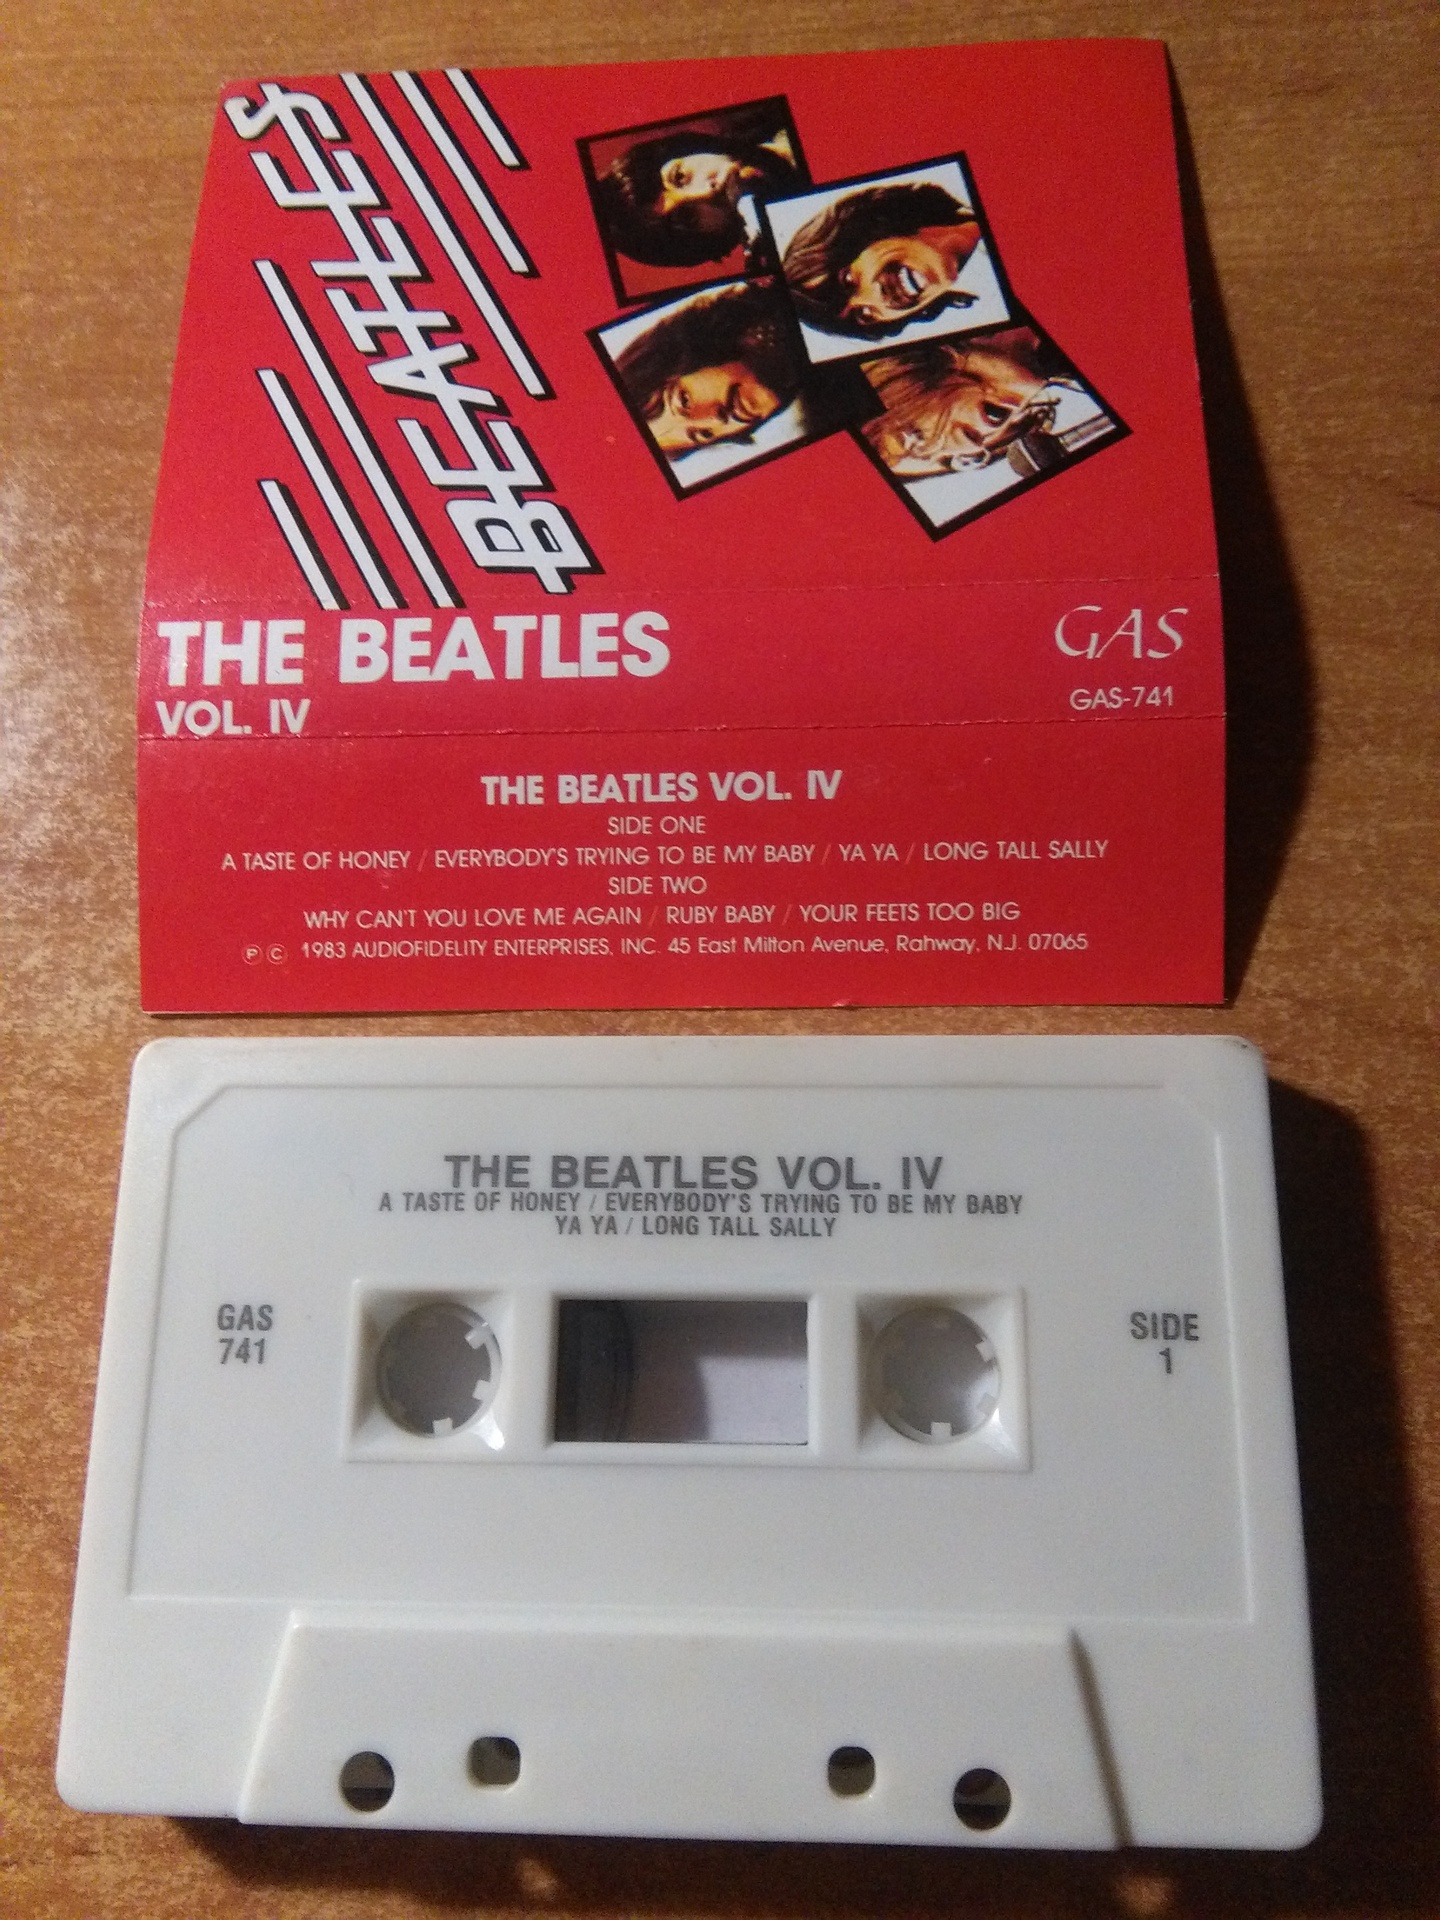 BEATLES
THE BEATLES
VOL. IV
GAS
GAS-741
THE BEATLES VOL. IV
SIDE ONE
A TASTE OF HONEY / EVERYBODY'S TRYING TO BE MY BABY / YA YA / LONG TALL SALLY
SIDE TWO
WHY CAN'T YOU LOVE ME AGAIN / RUBY BABY / YOUR FEETS TOO BIG
Ⓟ Ⓒ 1983 AUDIOFIDELITY ENTERPRISES, INC. 45 East Milton Avenue, Rahway, N.J. 07065
THE BEATLES VOL. IV
A TASTE OF HONEY / EVERYBODY'S TRYING TO BE MY BABY
YA YA / LONG TALL SALLY
GAS
741
SIDE
1